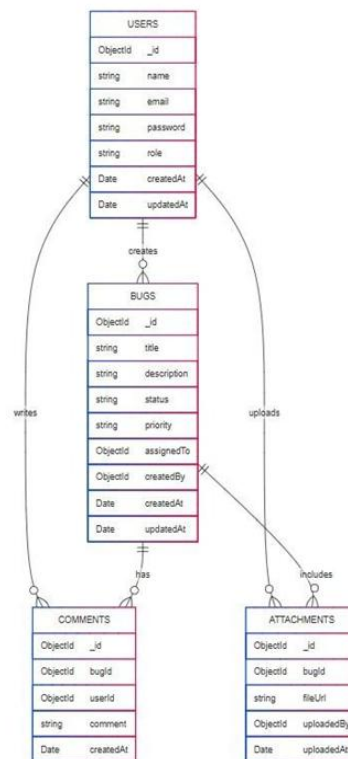 USERS
ObjectId _id
string name
string email
string password
string role
Date createdAt
Date updatedAt
creates
BUGS
ObjectId _id
string title
string description
string status
string priority
ObjectId assignedTo
ObjectId createdBy
Date createdAt
Date updatedAt
writes
uploads
has
includes
COMMENTS
ObjectId _id
ObjectId bugId
ObjectId userId
string comment
Date createdAt
ATTACHMENTS
ObjectId _id
ObjectId bugId
string fileUrl
ObjectId uploadedBy
Date uploadedAt